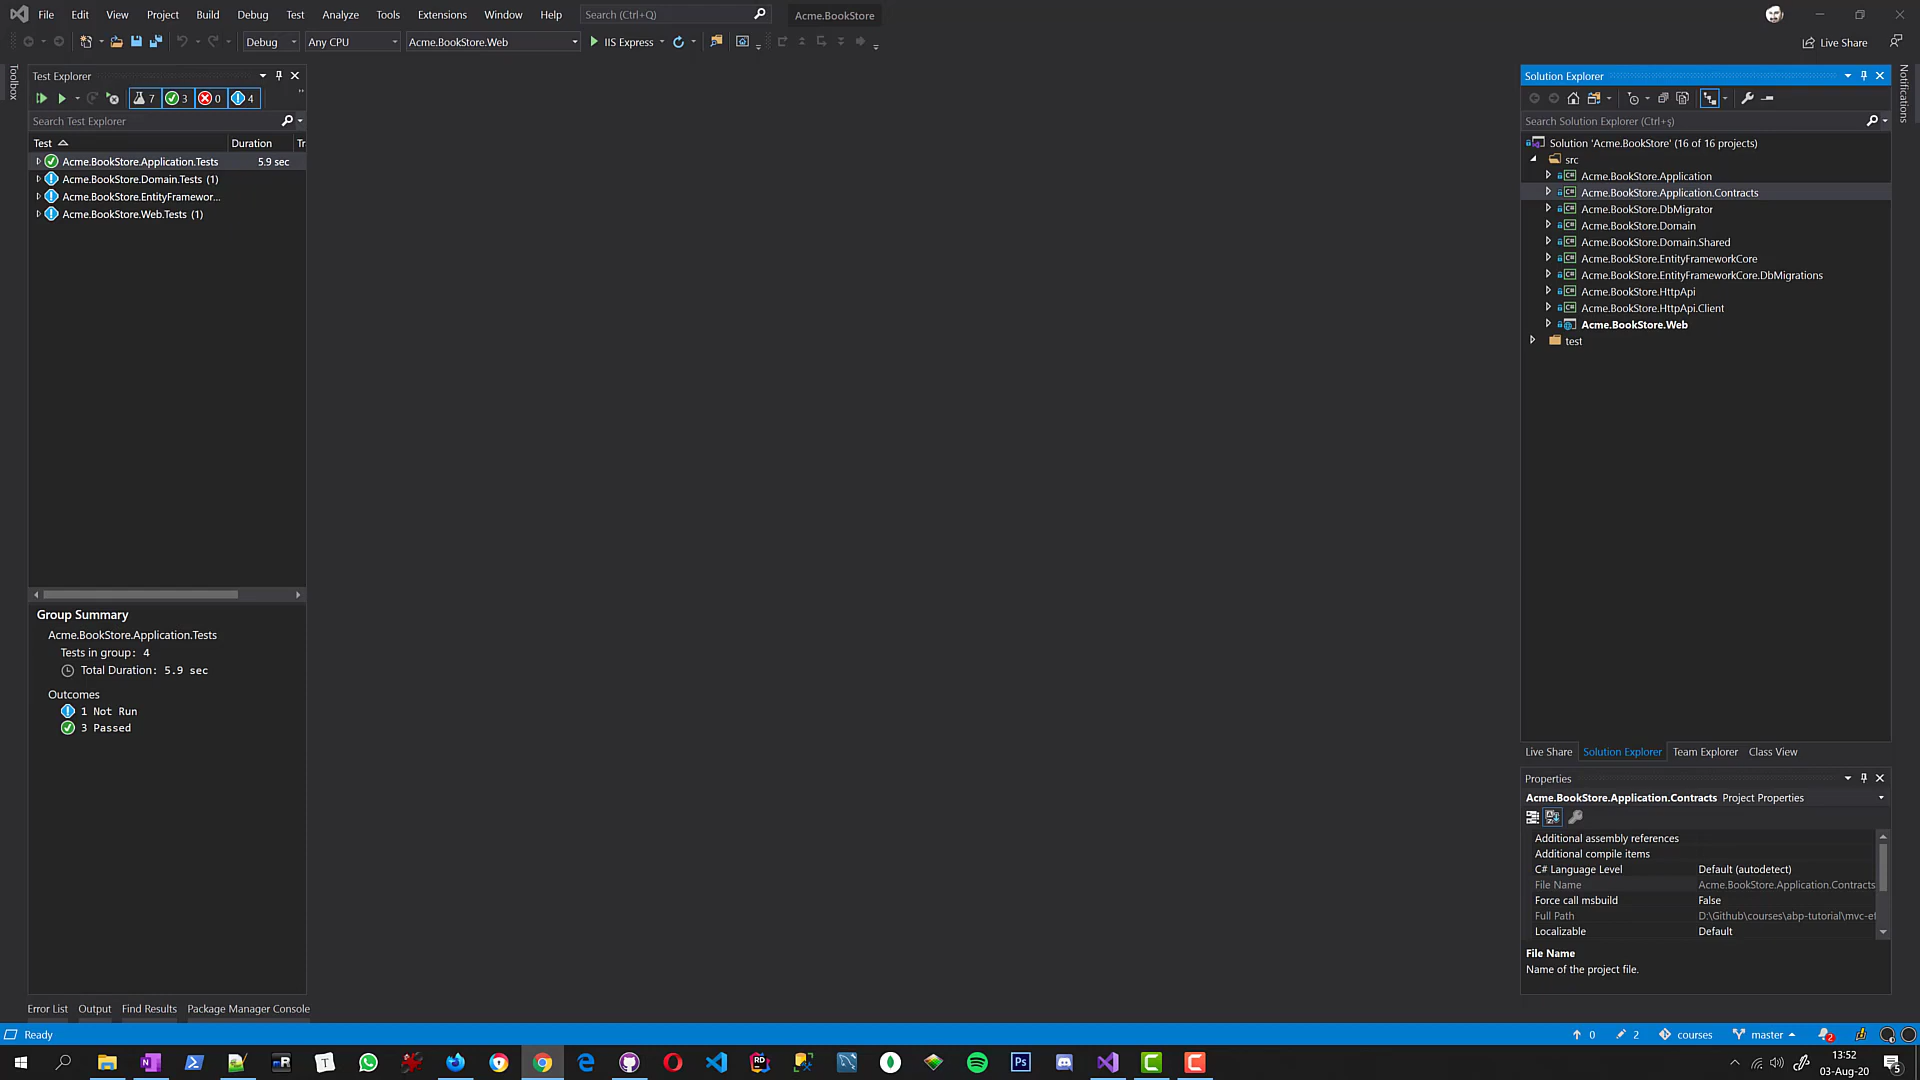 File Edit View Project Build Debug Test Analyze Tools Extensions Window Help Search (Ctrl+Q) Acme.BookStore
Debug Any CPU Acme.BookStore.Web IIS Express Live Share
Toolbox
Test Explorer
7 3 0 4
Search Test Explorer
Test Duration Tr
Acme.BookStore.Application.Tests 5.9 sec
Acme.BookStore.Domain.Tests (1)
Acme.BookStore.EntityFramewor...
Acme.BookStore.Web.Tests (1)
Group Summary
Acme.BookStore.Application.Tests
Tests in group: 4
Total Duration: 5.9 sec
Outcomes
1 Not Run
3 Passed
Error List Output Find Results Package Manager Console
Solution Explorer
Notifications
Search Solution Explorer (Ctrl+ş)
Solution 'Acme.BookStore' (16 of 16 projects)
src
Acme.BookStore.Application
Acme.BookStore.Application.Contracts
Acme.BookStore.DbMigrator
Acme.BookStore.Domain
Acme.BookStore.Domain.Shared
Acme.BookStore.EntityFrameworkCore
Acme.BookStore.EntityFrameworkCore.DbMigrations
Acme.BookStore.HttpApi
Acme.BookStore.HttpApi.Client
Acme.BookStore.Web
test
Live Share Solution Explorer Team Explorer Class View
Properties
Acme.BookStore.Application.Contracts Project Properties
Additional assembly references
Additional compile items
C# Language Level Default (autodetect)
File Name Acme.BookStore.Application.Contracts
Force call msbuild False
Full Path D:\Github\courses\abp-tutorial\mvc-ef
Localizable Default
File Name
Name of the project file.
Ready 0 2 courses master 2
13:52
03-Aug-20 5